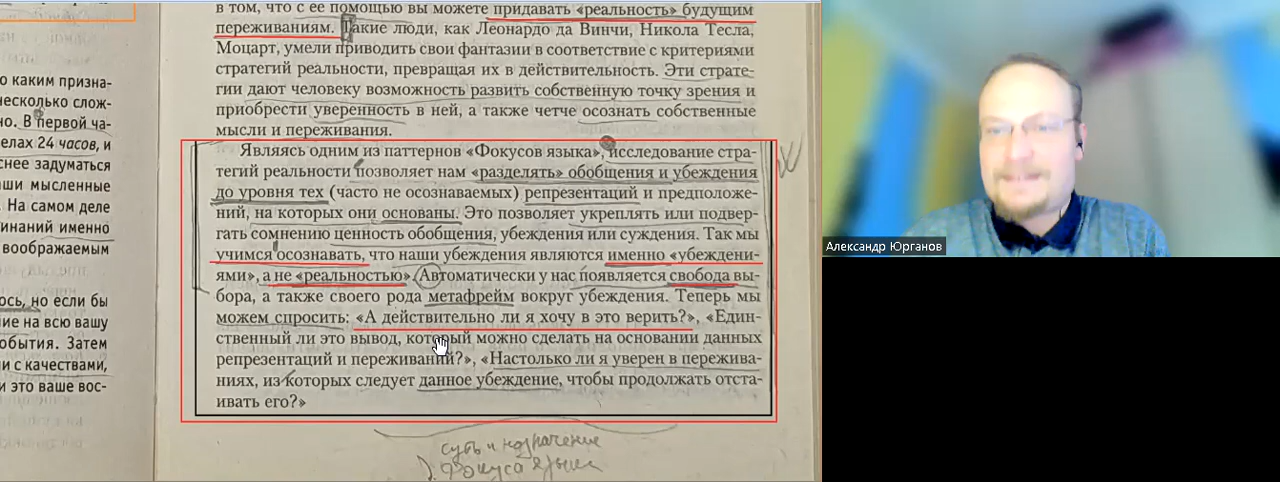 о каким призна-
несколько слож-
но. В первой ча-
елах 24 часов, и
снее задуматься
аши мысленные
. На самом деле
инаний именно
воображаемым
ось, но если бы
ие на всю вашу
обытия. Затем
и с качествами,
и это ваше вос-
в том, что с ее помощью вы можете придавать «реальность» будущим
переживаниям. Такие люди, как Леонардо да Винчи, Никола Тесла,
Моцарт, умели приводить свои фантазии в соответствие с критериями
стратегий реальности, превращая их в действительность. Эти страте-
гии дают человеку возможность развить собственную точку зрения и
приобрести уверенность в ней, а также четче осознать собственные
мысли и переживания.
Являясь одним из паттернов «Фокусов языка», исследование стра-
тегий реальности позволяет нам «разделять» обобщения и убеждения
до уровня тех (часто не осознаваемых) репрезентаций и предположе-
ний, на которых они основаны. Это позволяет укреплять или подвер-
гать сомнению ценность обобщения, убеждения или суждения. Так мы
учимся осознавать, что наши убеждения являются именно «убеждени-
ями», а не «реальностью». Автоматически у нас появляется свобода вы-
бора, а также своего рода метафрейм вокруг убеждения. Теперь мы
можем спросить: «А действительно ли я хочу в это верить?», «Един-
ственный ли это вывод, который можно сделать на основании данных
репрезентаций и переживаний?», «Настолько ли я уверен в пережива-
ниях, из которых следует данное убеждение, чтобы продолжать отста-
ивать его?»
суть и назначение
фокуса языка
Александр Юрганов